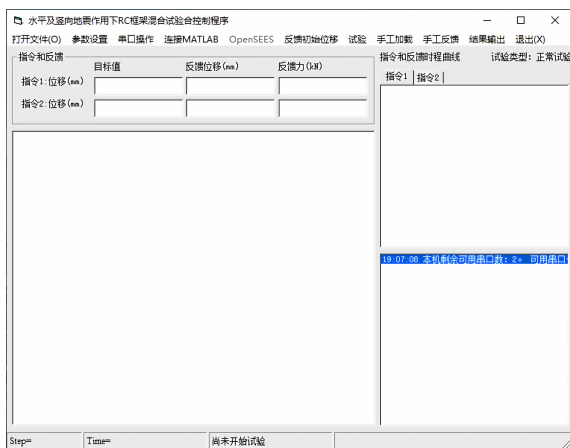 水平及竖向地震作用下RC框架混合试验合控制程序
打开文件(O) 参数设置 串口操作 连接MATLAB OpenSEES 反馈初始位移 试验 手工加载 手工反馈 结果输出 退出(X)
指令和反馈
目标值 反馈位移(mm) 反馈力(kN)
指令1:位移(mm)
指令2:位移(mm)
指令和反馈时程曲线 试验类型: 正常试验
指令1 指令2
19:07:08 本机剩余可用串口数: 2。 可用串口
Step= Time= 尚未开始试验